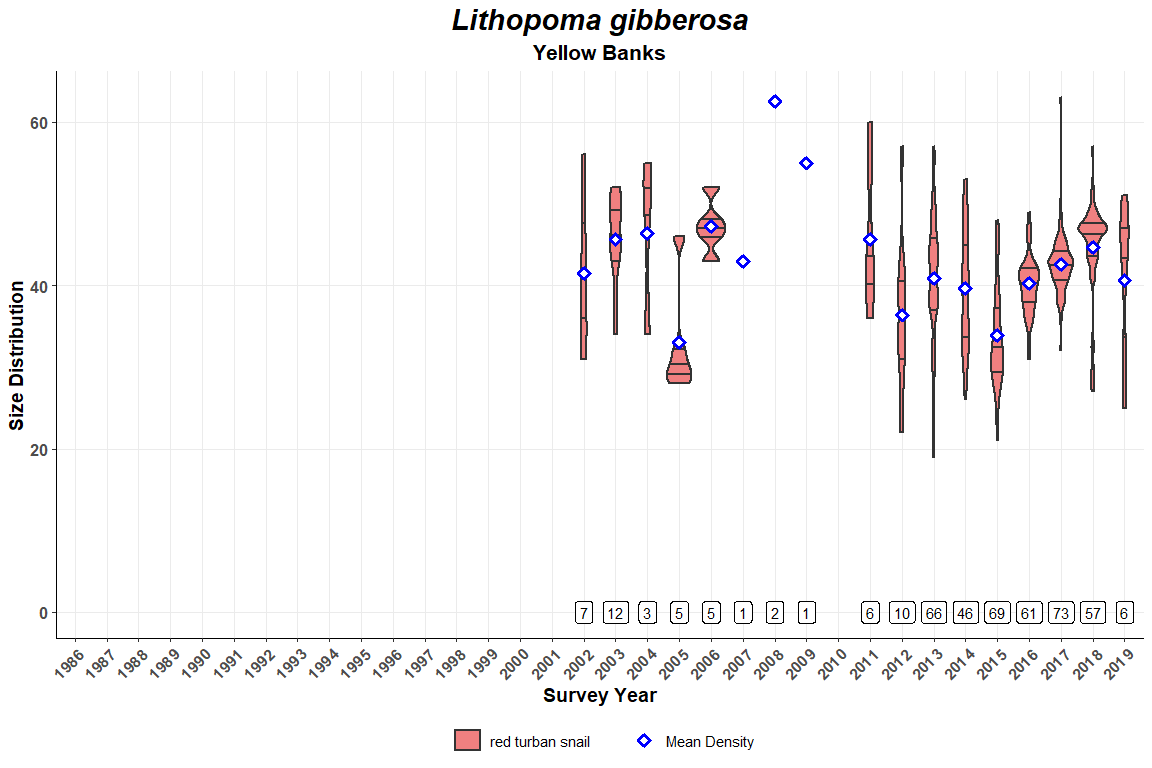 Lithopoma gibberosa
Yellow Banks
Size Distribution
60
40
20
0
7 12 3 5 5 1 2 1 6 10 66 46 69 61 73 57 6
1986 1987 1988 1989 1990 1991 1992 1993 1994 1995 1996 1997 1998 1999 2000 2001 2002 2003 2004 2005 2006 2007 2008 2009 2010 2011 2012 2013 2014 2015 2016 2017 2018 2019
Survey Year
red turban snail Mean Density